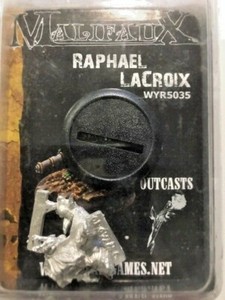 MALIFAUX
RAPHAEL
LACROIX
WYR5035
OUTCASTS
GAMES.NET